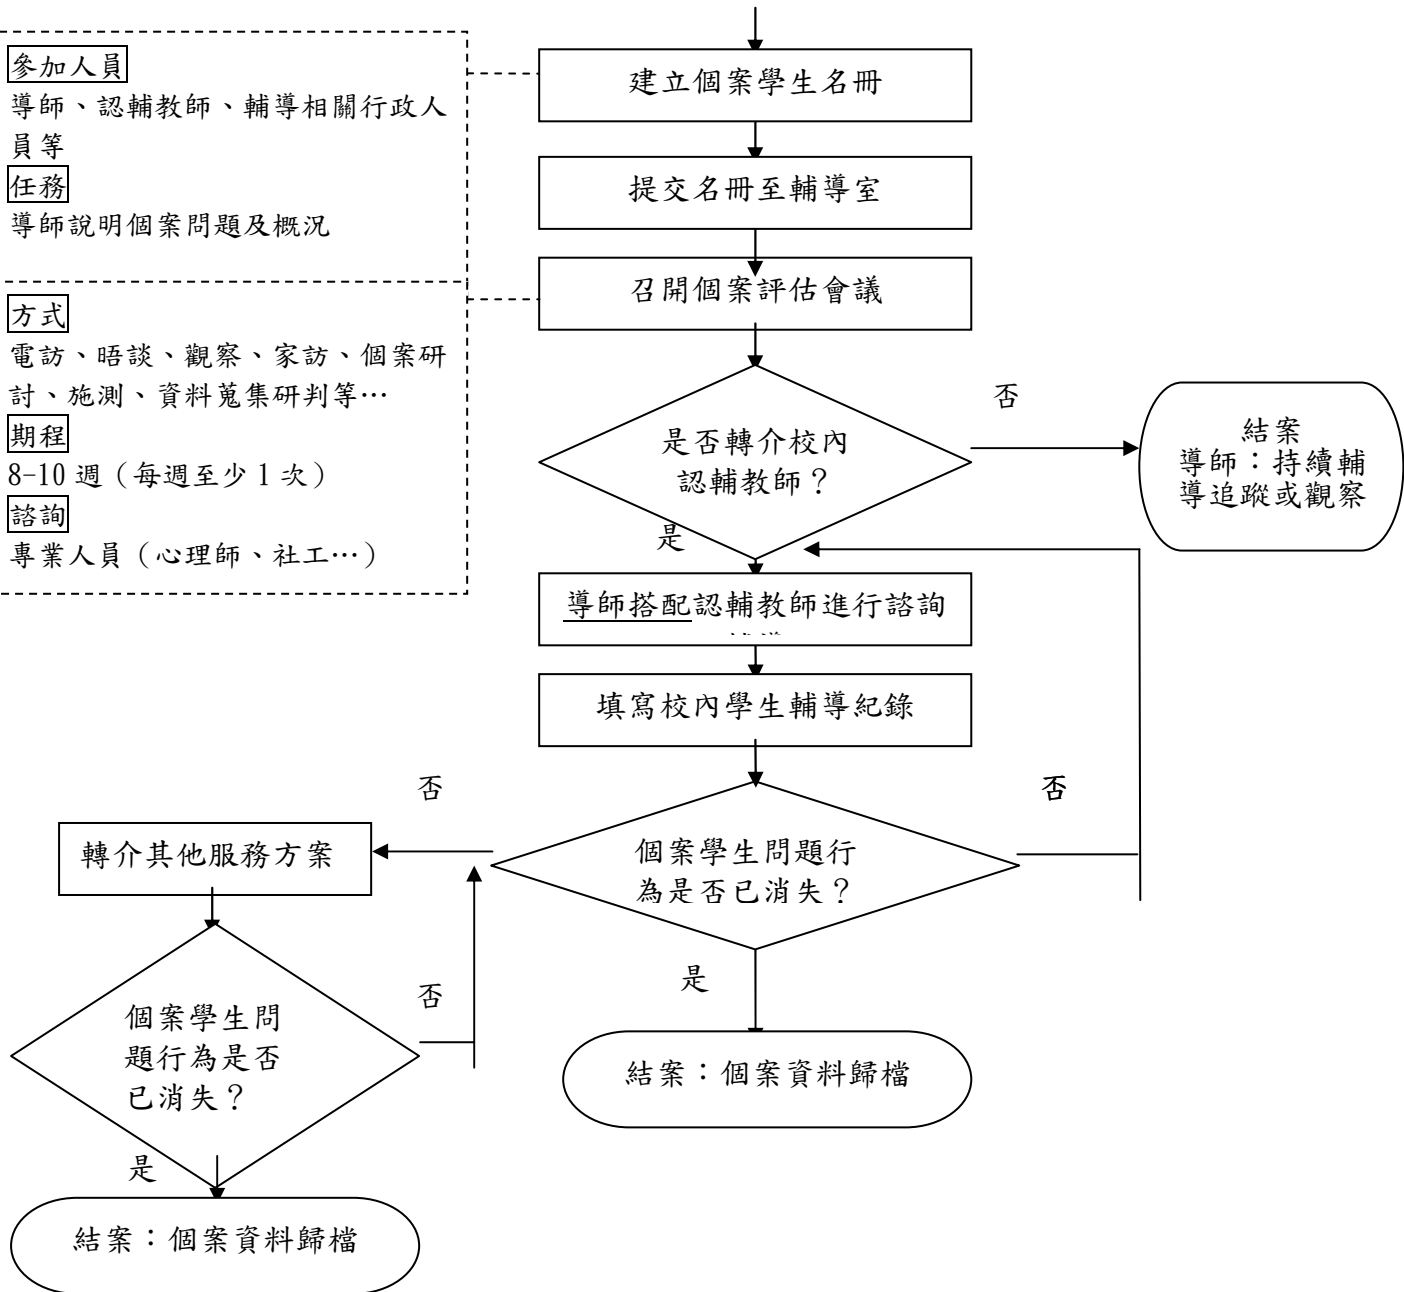 參加人員
導師、認輔教師、輔導相關行政人
員等
任務
導師說明個案問題及概況
方式
電訪、晤談、觀察、家訪、個案研
討、施測、資料蒐集研判等…
期程
8-10 週（每週至少 1 次）
諮詢
專業人員（心理師、社工…）
建立個案學生名冊
提交名冊至輔導室
召開個案評估會議
是否轉介校內
認輔教師？
否
結案
導師：持續輔
導追蹤或觀察
是
導師搭配認輔教師進行諮詢
填寫校內學生輔導紀錄
否
否
轉介其他服務方案
個案學生問題行
為是否已消失？
是
否
個案學生問
題行為是否
已消失？
結案：個案資料歸檔
是
結案：個案資料歸檔